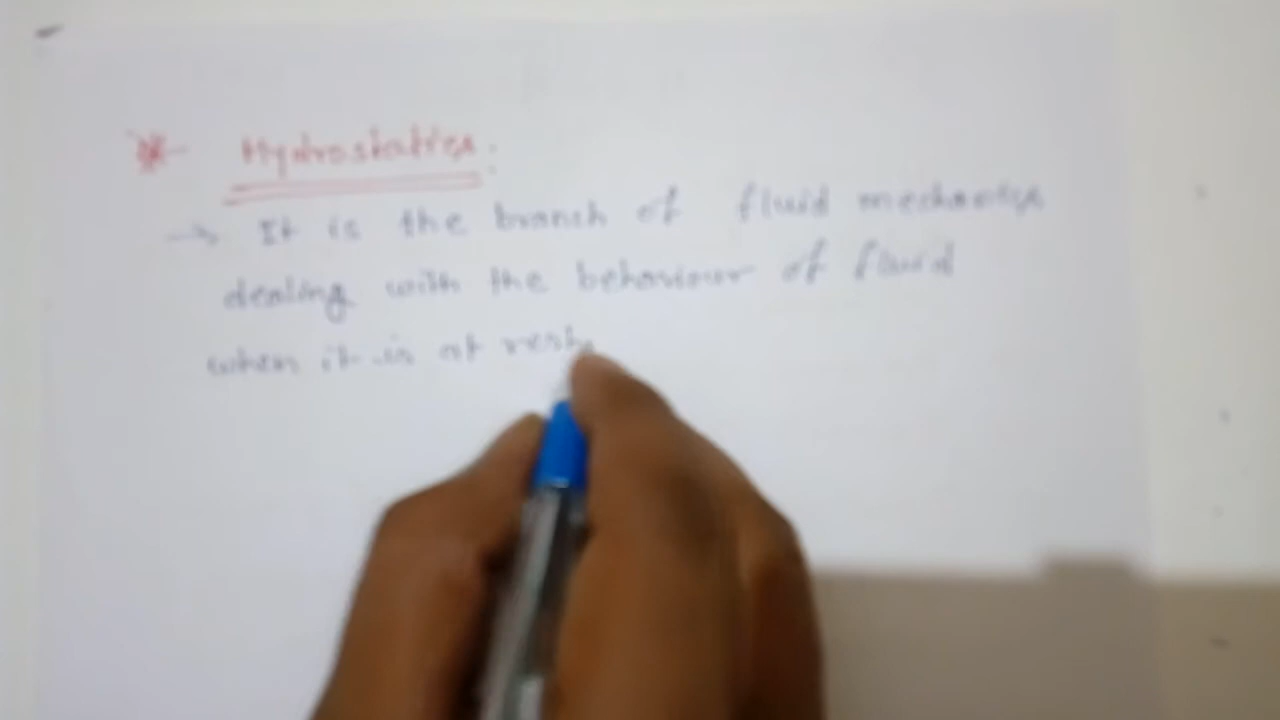 * Hydrostatics:
→ It is the branch of fluid mechanics
dealing with the behaviour of fluid
when it is at rest